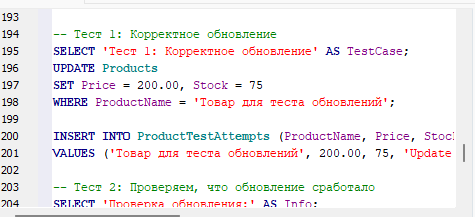 193
194 -- Тест 1: Корректное обновление
195 SELECT 'Тест 1: Корректное обновление' AS TestCase;
196 UPDATE Products
197 SET Price = 200.00, Stock = 75
198 WHERE ProductName = 'Товар для теста обновлений';
199
200 INSERT INTO ProductTestAttempts (ProductName, Price, Stoc
201 VALUES ('Товар для теста обновлений', 200.00, 75, 'Update
202
203 -- Тест 2: Проверяем, что обновление сработало
204 SELECT 'Проверка обновления:' AS Info;